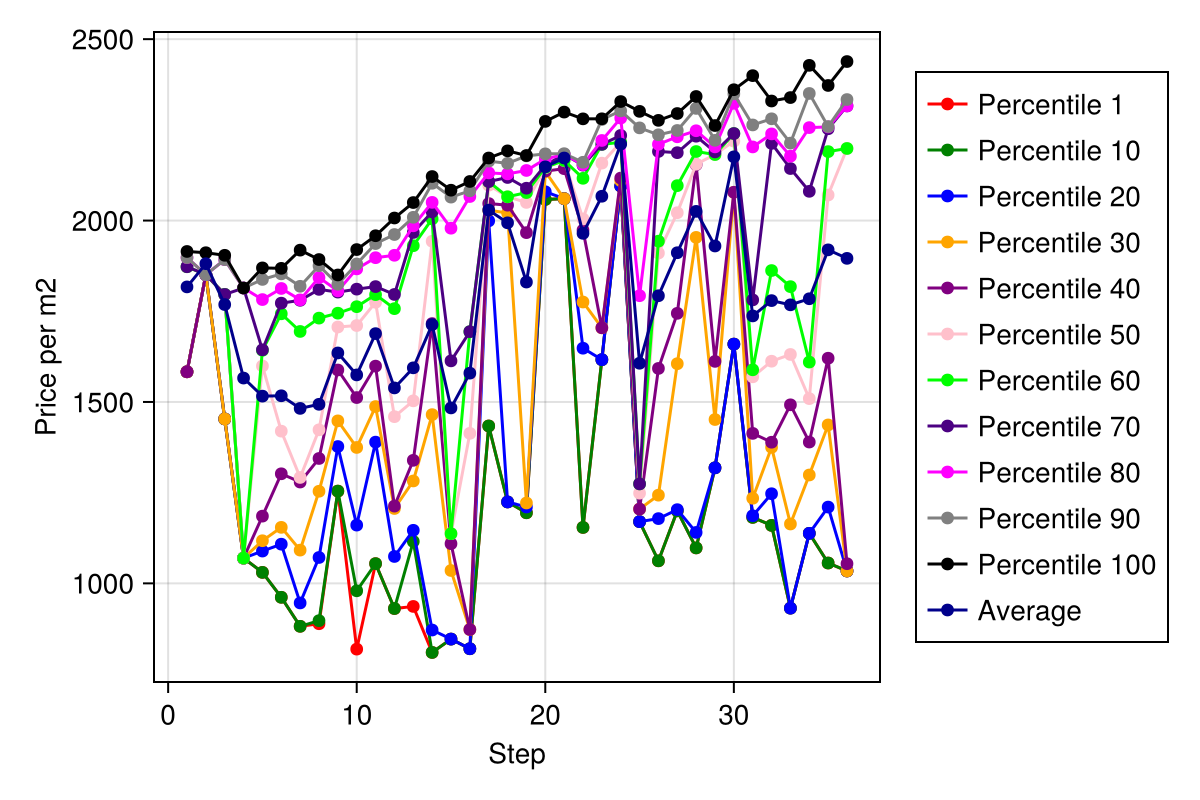 2500
2000
1500
1000
Price per m2
0 10 20 30
Step
Percentile 1
Percentile 10
Percentile 20
Percentile 30
Percentile 40
Percentile 50
Percentile 60
Percentile 70
Percentile 80
Percentile 90
Percentile 100
Average